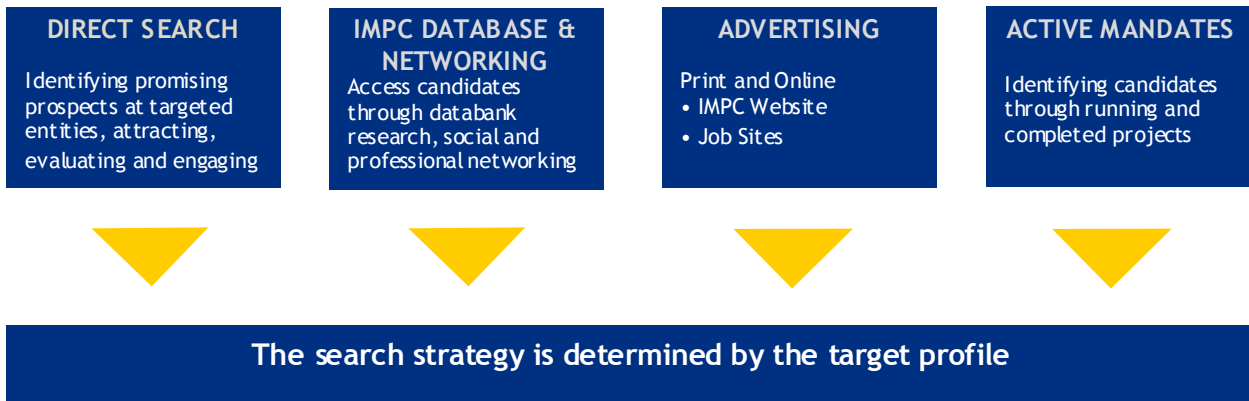 DIRECT SEARCH
Identifying promising
prospects at targeted
entities, attracting,
evaluating and engaging
IMPC DATABASE &
NETWORKING
Access candidates
through databank
research, social and
professional networking
ADVERTISING
Print and Online
• IMPC Website
• Job Sites
ACTIVE MANDATES
Identifying candidates
through running and
completed projects
The search strategy is determined by the target profile